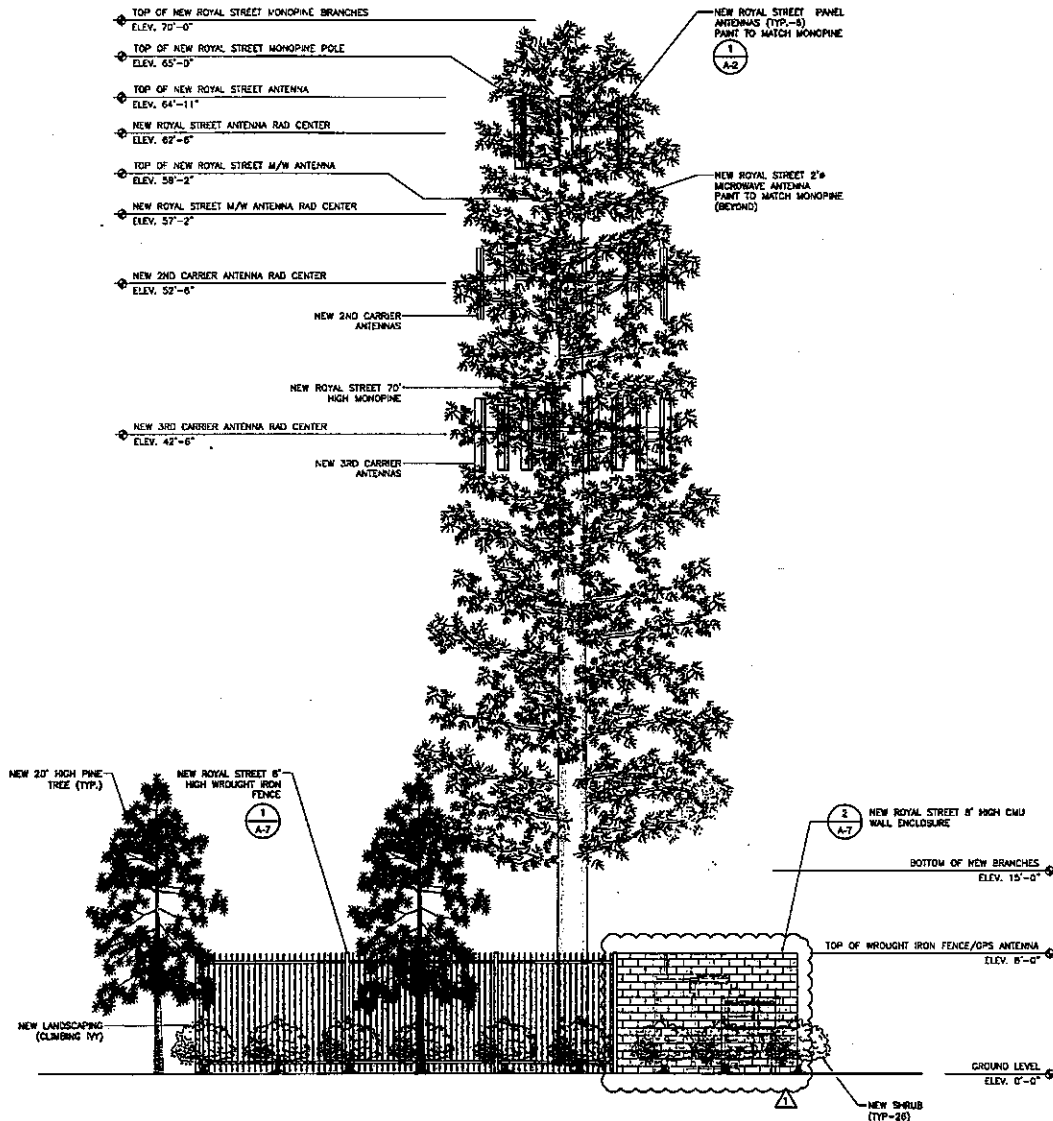 TOP OF NEW ROYAL STREET MONOPINE BRANCHES
ELEV. 70'-0"
TOP OF NEW ROYAL STREET MONOPINE POLE
ELEV. 65'-0"
TOP OF NEW ROYAL STREET ANTENNA
ELEV. 64'-11"
NEW ROYAL STREET ANTENNA RAD CENTER
ELEV. 62'-6"
TOP OF NEW ROYAL STREET M/W ANTENNA
ELEV. 58'-2"
NEW ROYAL STREET M/W ANTENNA RAD CENTER
ELEV. 57'-2"
NEW 2ND CARRIER ANTENNA RAD CENTER
ELEV. 52'-6"
NEW 2ND CARRIER
ANTENNAS
NEW ROYAL STREET 70'
HIGH MONOPINE
NEW 3RD CARRIER ANTENNA RAD CENTER
ELEV. 42'-6"
NEW 3RD CARRIER
ANTENNAS
NEW ROYAL STREET PANEL
ANTENNAS
PAINT TO MATCH MONOPINE
1
A-2
NEW ROYAL STREET 2'ø
MICROWAVE ANTENNA
PAINT TO MATCH MONOPINE
(BEYOND)
NEW 20' HIGH PINE
TREE (TYP.)
NEW ROYAL STREET
HIGH WROUGHT IRON
FENCE
1
A-7
2
A-7
NEW ROYAL STREET 8' HIGH CMU
WALL ENCLOSURE
BOTTOM OF NEW BRANCHES
ELEV. 15'-0"
TOP OF WROUGHT IRON FENCE/GPS ANTENNA
ELEV.
NEW LANDSCAPING
(CLIMBING IVY)
GROUND LEVEL
ELEV. 0'-0"
1
NEW SHRUB
(TYP-26)